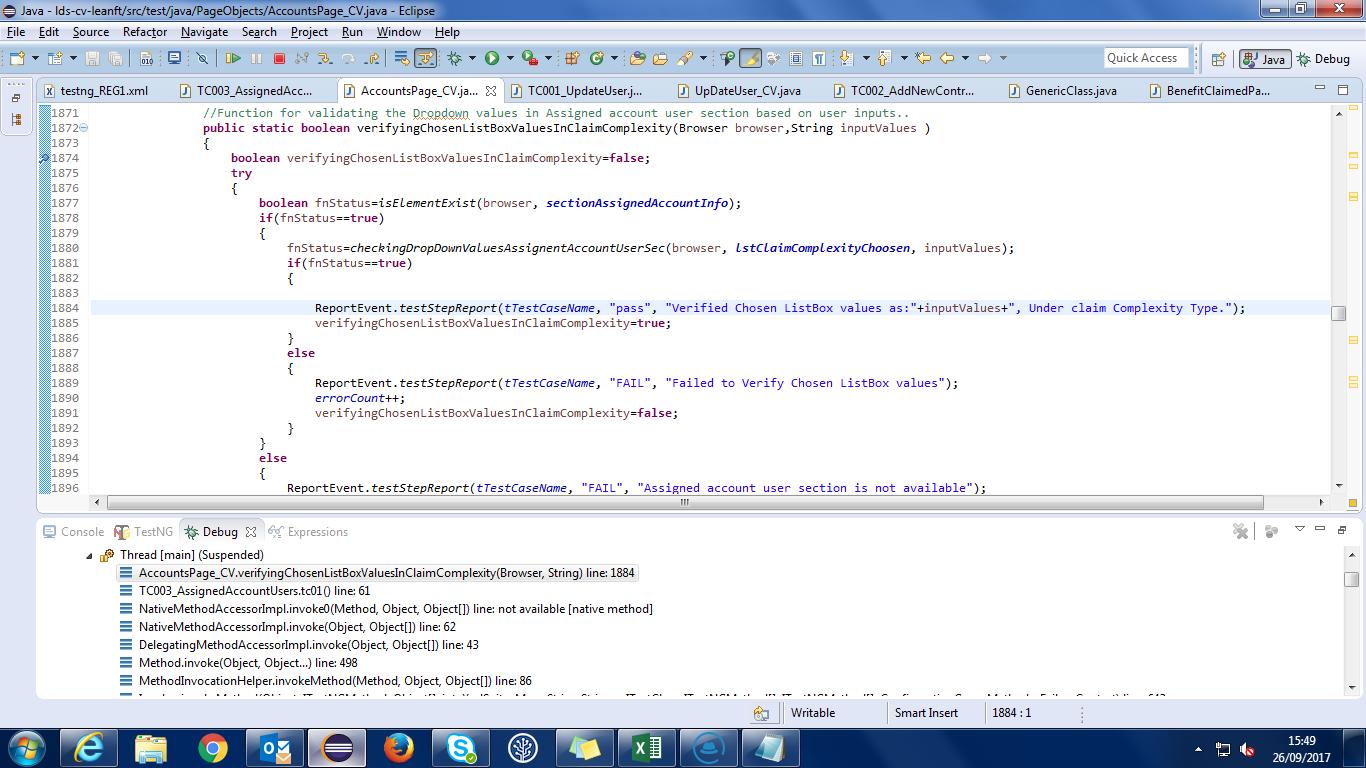 Java - lds-cv-leanft/src/test/java/PageObjects/AccountsPage_CV.java - Eclipse
File Edit Source Refactor Navigate Search Project Run Window Help
Quick Access Java Debug
testng_REG1.xml TC003_AssignedAcc... AccountsPage_CV.ja... TC001_UpdateUser.j... UpDateUser_CV.java TC002_AddNewContr... GenericClass.java BenefitClaimedPa...
1871 //Function for validating the Dropdown values in Assigned account user section based on user inputs..
1872 public static boolean verifyingChosenListBoxValuesInClaimComplexity(Browser browser,String inputValues )
1873 {
1874 boolean verifyingChosenListBoxValuesInClaimComplexity=false;
1875 try
1876 {
1877 boolean fnStatus=isElementExist(browser, sectionAssignedAccountInfo);
1878 if(fnStatus==true)
1879 {
1880 fnStatus=checkingDropDownValuesAssignentAccountUserSec(browser, lstClaimComplexityChoosen, inputValues);
1881 if(fnStatus==true)
1882 {
1883
1884 ReportEvent.testStepReport(tTestCaseName, "pass", "Verified Chosen ListBox values as:"+inputValues+", Under claim Complexity Type.");
1885 verifyingChosenListBoxValuesInClaimComplexity=true;
1886 }
1887 else
1888 {
1889 ReportEvent.testStepReport(tTestCaseName, "FAIL", "Failed to Verify Chosen ListBox values");
1890 errorCount++;
1891 verifyingChosenListBoxValuesInClaimComplexity=false;
1892 }
1893 }
1894 else
1895 {
1896 ReportEvent.testStepReport(tTestCaseName, "FAIL", "Assigned account user section is not available");
Console TestNG Debug Expressions
Thread [main] (Suspended)
AccountsPage_CV.verifyingChosenListBoxValuesInClaimComplexity(Browser, String) line: 1884
TC003_AssignedAccountUsers.tc01() line: 61
NativeMethodAccessorImpl.invoke0(Method, Object, Object[]) line: not available [native method]
NativeMethodAccessorImpl.invoke(Object, Object[]) line: 62
DelegatingMethodAccessorImpl.invoke(Object, Object[]) line: 43
Method.invoke(Object, Object...) line: 498
MethodInvocationHelper.invokeMethod(Method, Object, Object[]) line: 86
Writable Smart Insert 1884 : 1
15:49
26/09/2017